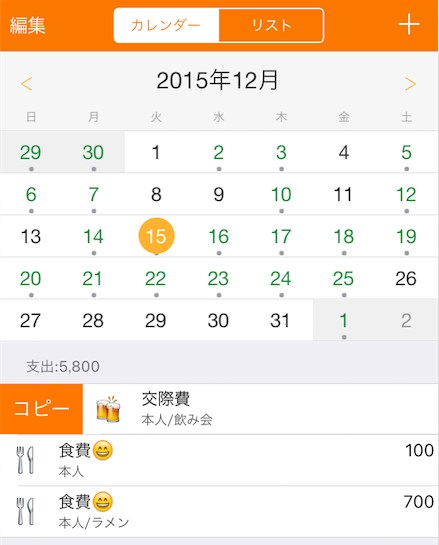 編集 カレンダー リスト +
< 2015年12月 >
日 月 火 水 木 金 土
29 30 1 2 3 4 5
6 7 8 9 10 11 12
13 14 15 16 17 18 19
20 21 22 23 24 25 26
27 28 29 30 31 1 2
支出:5,800
コピー 交際費
本人/飲み会
食費😄 100
本人
食費😄 700
本人/ラメン